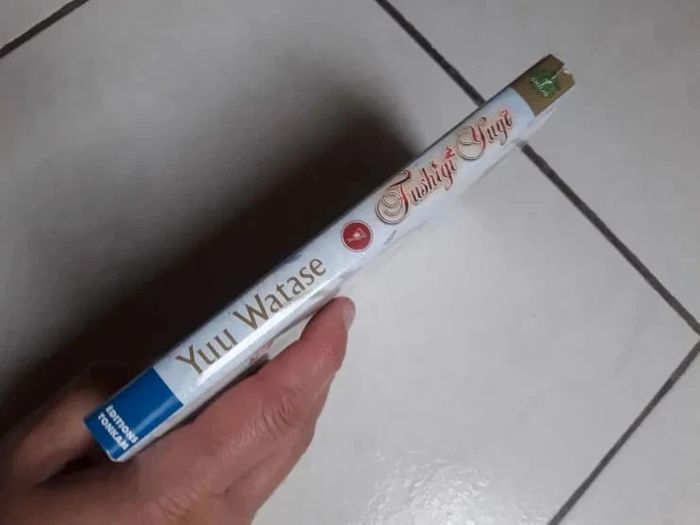 Fushigi Yugi
Yuu Watase
EDITIONS
TONKAM